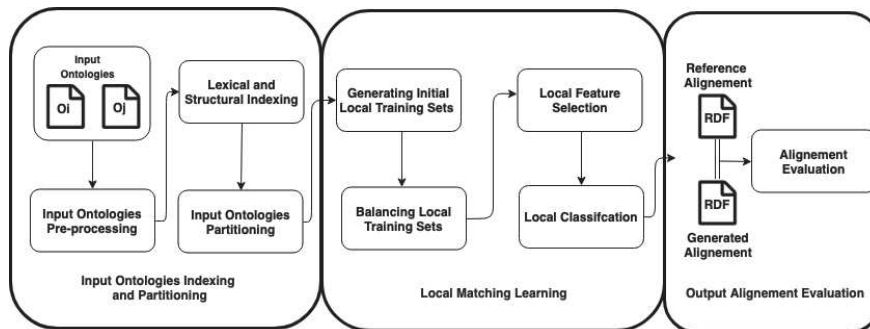 Input
Ontologies
Oi
Oj
Input Ontologies
Pre-processing
Lexical and
Structural Indexing
Input Ontologies
Partitioning
Input Ontologies Indexing
and Partitioning
Generating Initial
Local Training Sets
Balancing Local
Training Sets
Local Feature
Selection
Local Classifcation
Local Matching Learning
Reference
Alignement
RDF
RDF
Generated
Alignement
Alignement
Evaluation
Output Alignement Evaluation